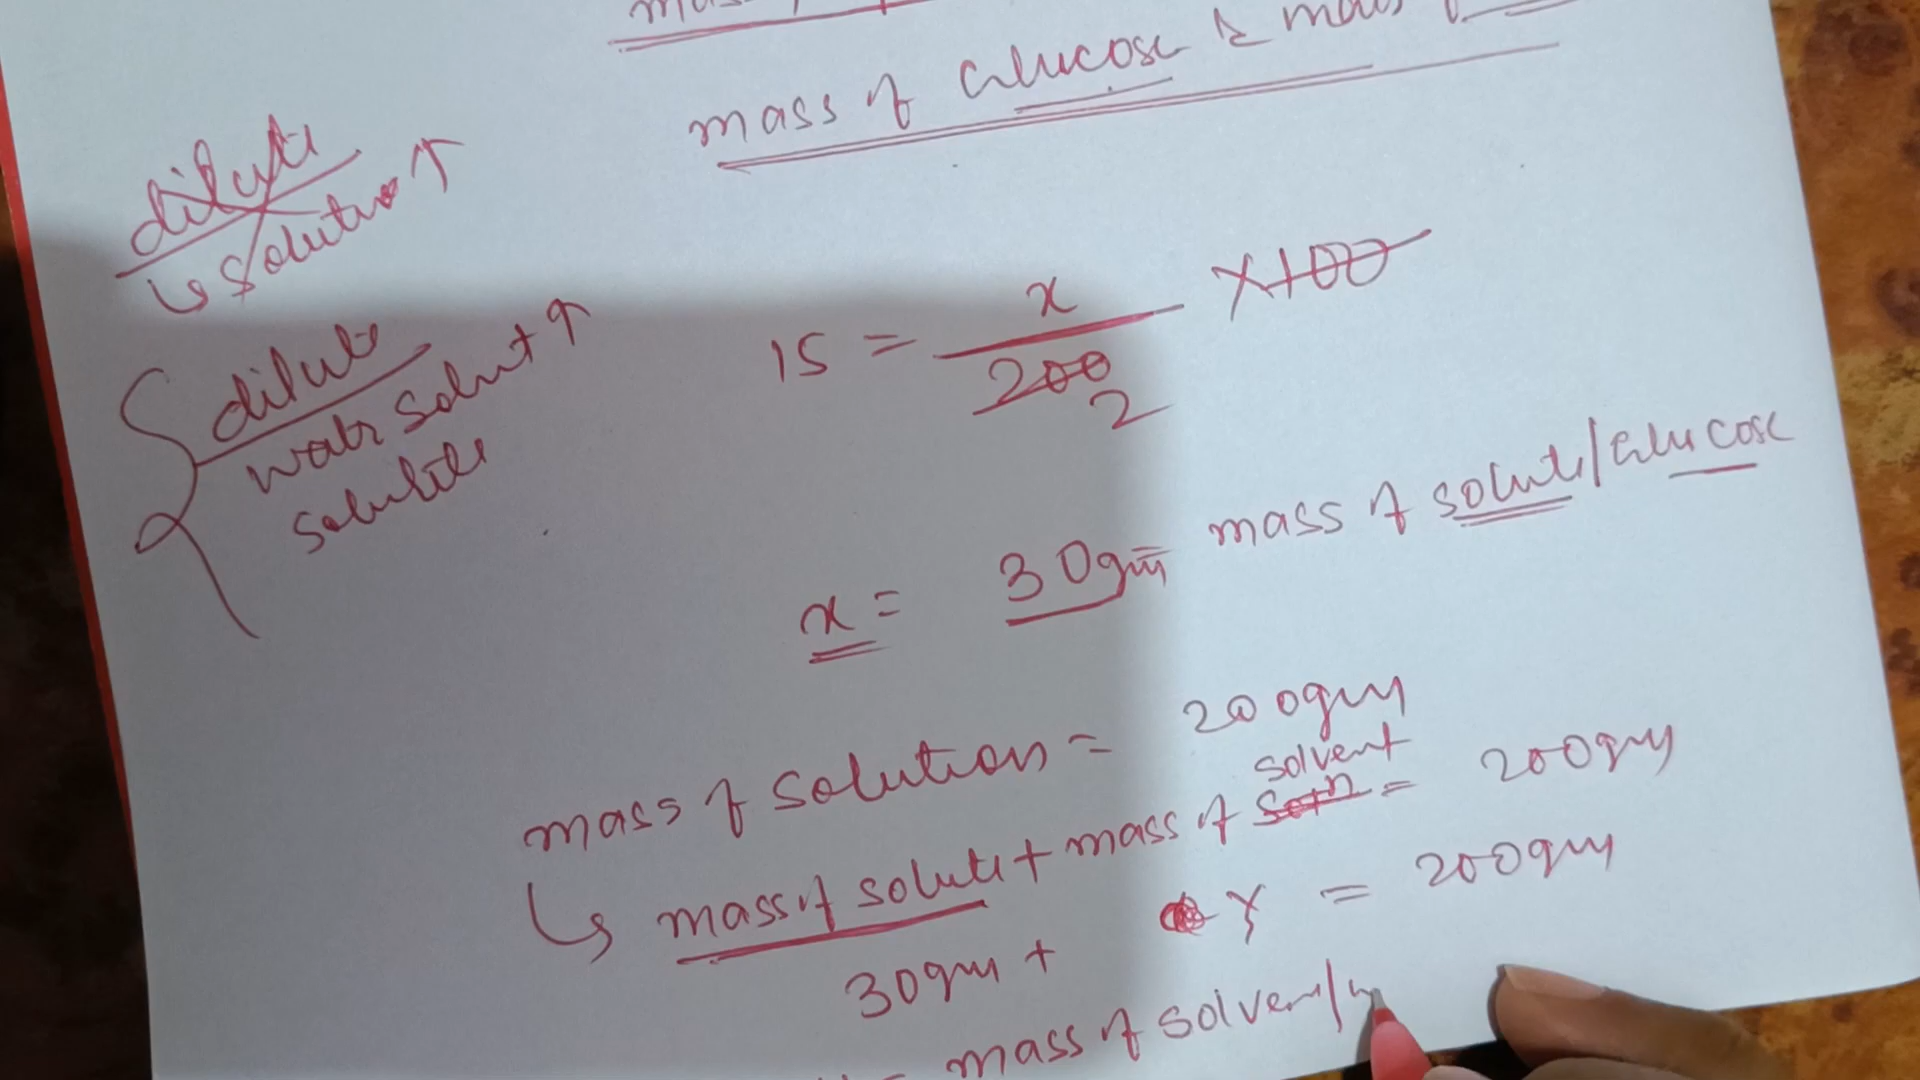 mass of Glucose & mass
dilute
↳ solution ↑
dilute
water solvent ↑
solute
15 = x / 200 × 100
2
x = 30gm = mass of solute/Glucose
mass of solution = 200gm
solvent
↳ mass of solute + mass of soln = 200gm
30gm + Y = 200gm
= mass of solvent/